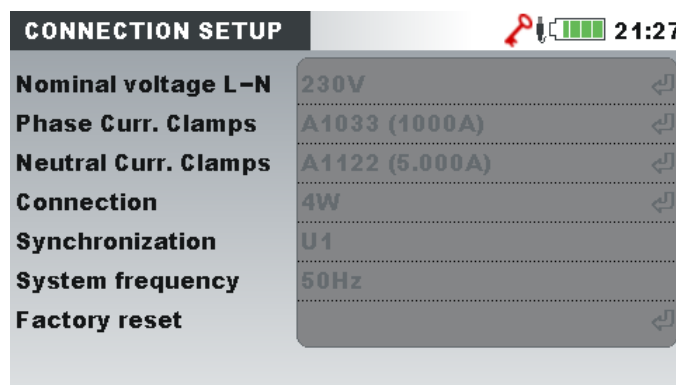 CONNECTION SETUP 21:27
Nominal voltage L-N 230V
Phase Curr. Clamps A1033 (1000A)
Neutral Curr. Clamps A1122 (5.000A)
Connection 4W
Synchronization U1
System frequency 50Hz
Factory reset